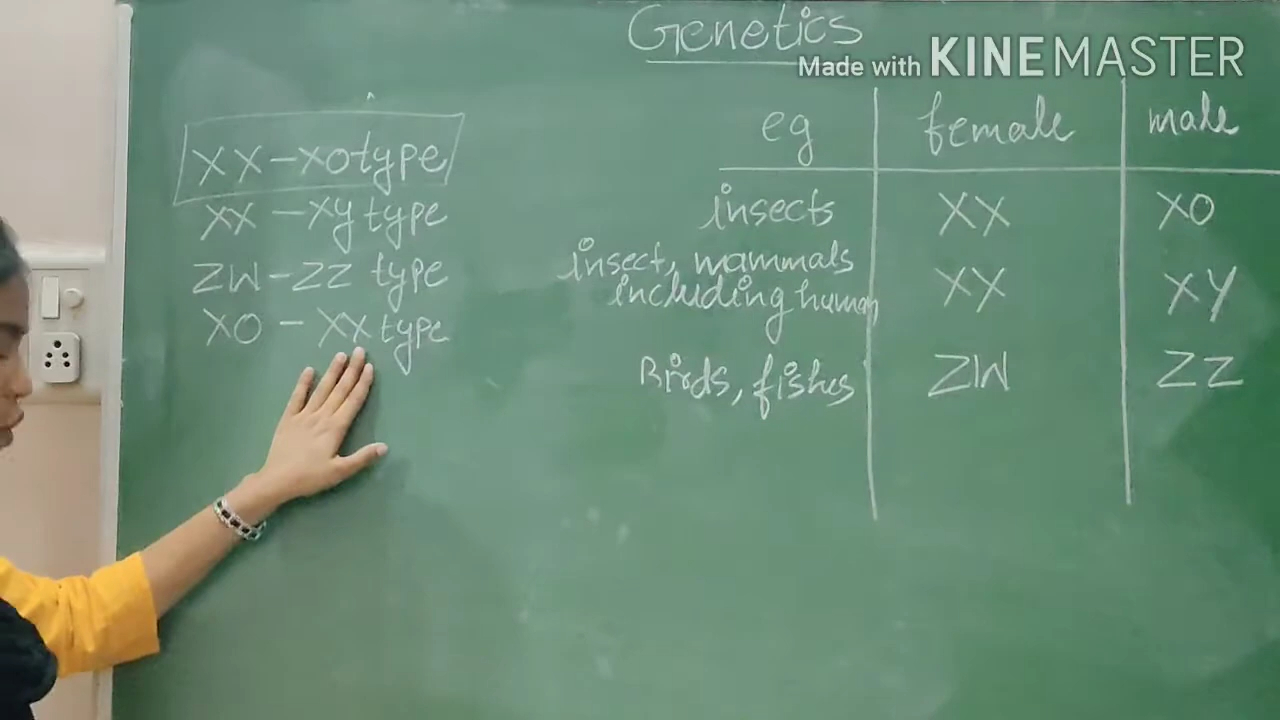 Genetics
Made with KINEMASTER
XX - XO type
XX - Xy type
ZW - ZZ type
XO - XX type
eg female male
insects XX XO
insect, mammals
including human XY XY
Birds, fishes ZW ZZ